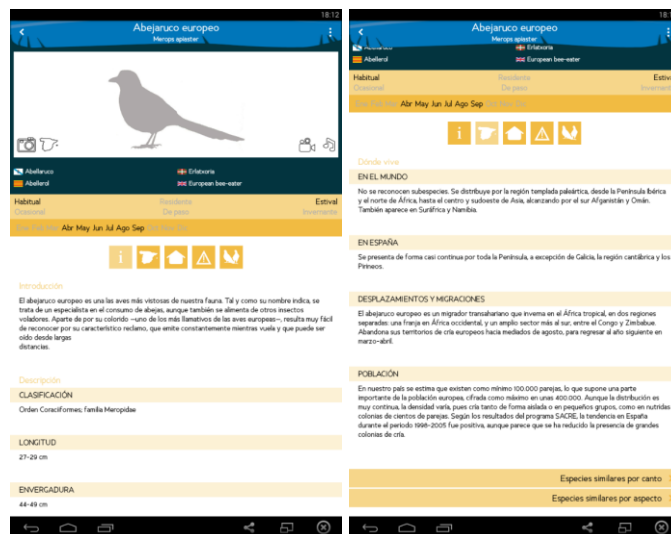 18.12
Abejaruco europeo
Merops apiaster
Abellaruco
Erlatxoria
Abellerol
European bee-eater
Habitual Residente Estival
Ocasional De paso Invernante
Ene Feb Mar Abr May Jun Jul Ago Sep Oct Nov Dic
Introducción
El abejaruco europeo es una las aves más vistosas de nuestra fauna. Tal y como su nombre indica, se
trata de un especialista en el consumo de abejas, aunque también se alimenta de otros insectos
voladores. Aparte de por su colorido –uno de los más llamativos de las aves europeas–, resulta muy fácil
de reconocer por su característico reclamo, que emite constantemente mientras vuela y que puede ser
oído desde largas
distancias.
Descripción
CLASIFICACIÓN
Orden Coraciiformes; familia Meropidae
LONGITUD
27-29 cm
ENVERGADURA
44-49 cm
18.12
Abejaruco europeo
Merops apiaster
Erlatxoria
Abellerol
European bee-eater
Habitual Residente Estival
Ocasional De paso Invernante
Ene Feb Mar Abr May Jun Jul Ago Sep Oct Nov Dic
Dónde vive
EN EL MUNDO
No se reconocen subespecies. Se distribuye por la región templada paleártica, desde la Península Ibérica
y el norte de África, hasta el centro y sudoeste de Asia, alcanzando por el sur Afganistán y Omán.
También aparece en Suráfrica y Namibia.
EN ESPAÑA
Se presenta de forma casi continua por toda la Península, a excepción de Galicia, la región cantábrica y los
Pirineos.
DESPLAZAMIENTOS Y MIGRACIONES
El abejaruco europeo es un migrador transahariano que inverna en el África tropical, en dos regiones
separadas: una franja en África occidental, y un amplio sector más al sur, entre el Congo y Zimbabue.
Abandona sus territorios de cría europeos hacia mediados de agosto, para regresar al año siguiente en
marzo-abril.
POBLACIÓN
En nuestro país se estima que existen como mínimo 100.000 parejas, lo que supone una parte
importante de la población europea, cifrada como máximo en unas 400.000. Aunque la distribución es
muy continua, la densidad varía, pues cría tanto de forma aislada o en pequeños grupos, como en nutridas
colonias de cientos de parejas. Según los resultados del programa SACRE, la tendencia en España
durante el periodo 1998-2005 fue positiva, aunque parece que se ha reducido la presencia de grandes
colonias de cría.
Especies similares por canto
Especies similares por aspecto